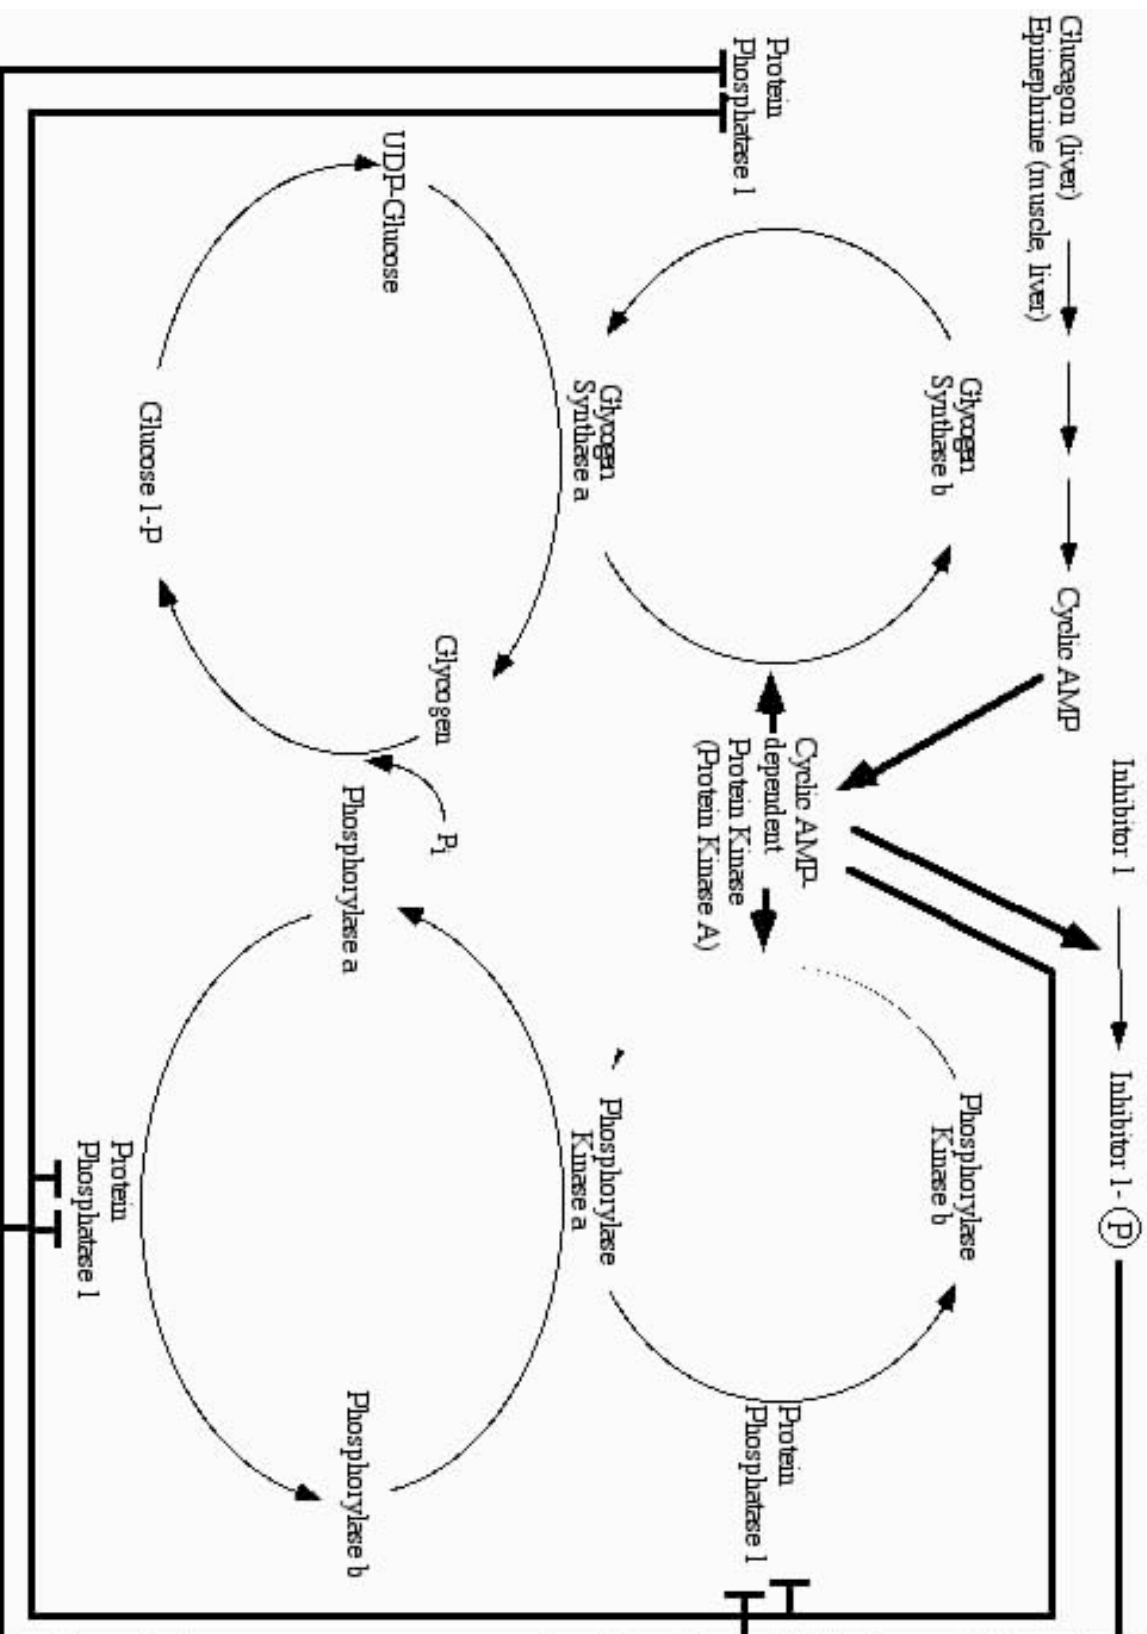 Glucagon (liver)
Epinephrine (muscle, liver)
Cyclic AMP
Inhibitor 1
Inhibitor 1-
P
Glycogen
Synthase b
Phosphorylase
Kinase b
Protein
Phosphatase 1
Cyclic AMP-
dependent
Protein Kinase
(Protein Kinase A)
Protein
Phosphatase 1
Glycogen
Synthase a
Phosphorylase
Kinase a
UDP-Glucose
Glycogen
Pi
Phosphorylase a
Phosphorylase b
Glucose 1-P
Protein
Phosphatase 1